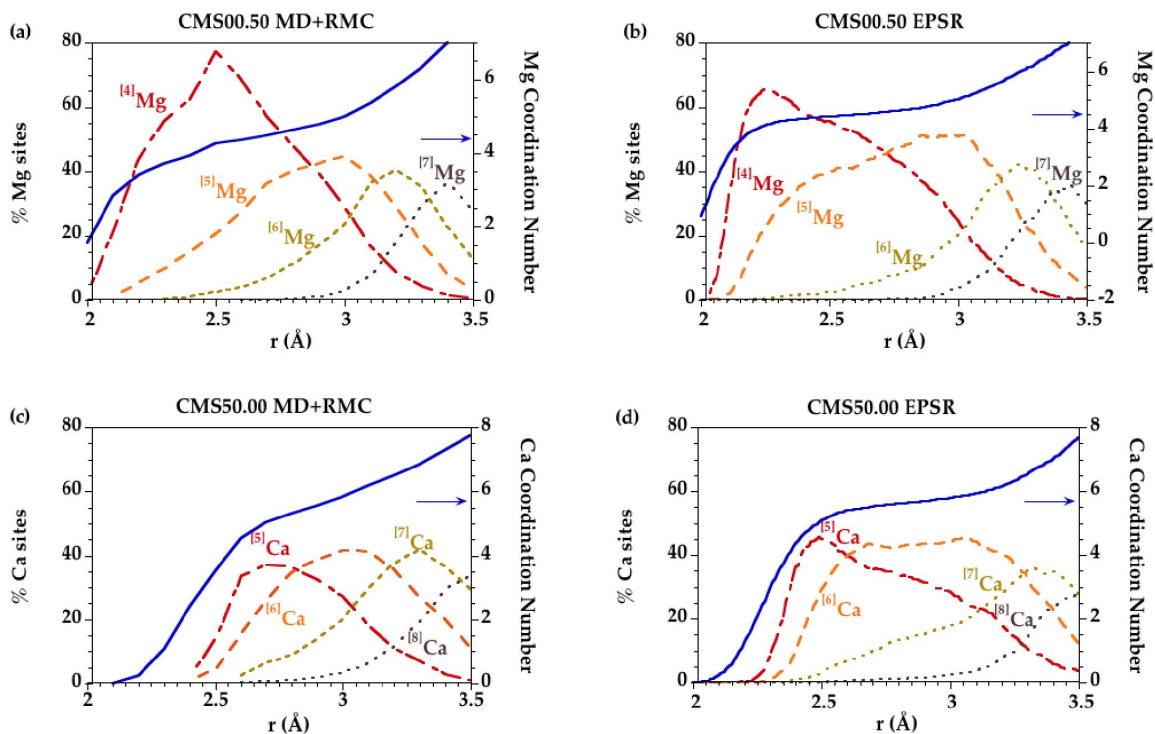 (a)
CMS00.50 MD+RMC
80
60
40
20
0
% Mg sites
[4]Mg
[5]Mg
[6]Mg
[7]Mg
6
4
2
0
Mg Coordination Number
2
2.5
3
3.5
r (Å)
(b)
CMS00.50 EPSR
80
60
40
20
0
% Mg sites
[4]Mg
[5]Mg
[6]Mg
[7]Mg
6
4
2
0
-2
Mg Coordination Number
2
2.5
3
3.5
r (Å)
(c)
CMS50.00 MD+RMC
80
60
40
20
0
% Ca sites
[5]Ca
[6]Ca
[7]Ca
[8]Ca
8
6
4
2
0
Ca Coordination Number
2
2.5
3
3.5
r (Å)
(d)
CMS50.00 EPSR
80
60
40
20
0
% Ca sites
[5]Ca
[6]Ca
[7]Ca
[8]Ca
8
6
4
2
0
Ca Coordination Number
2
2.5
3
3.5
r (Å)